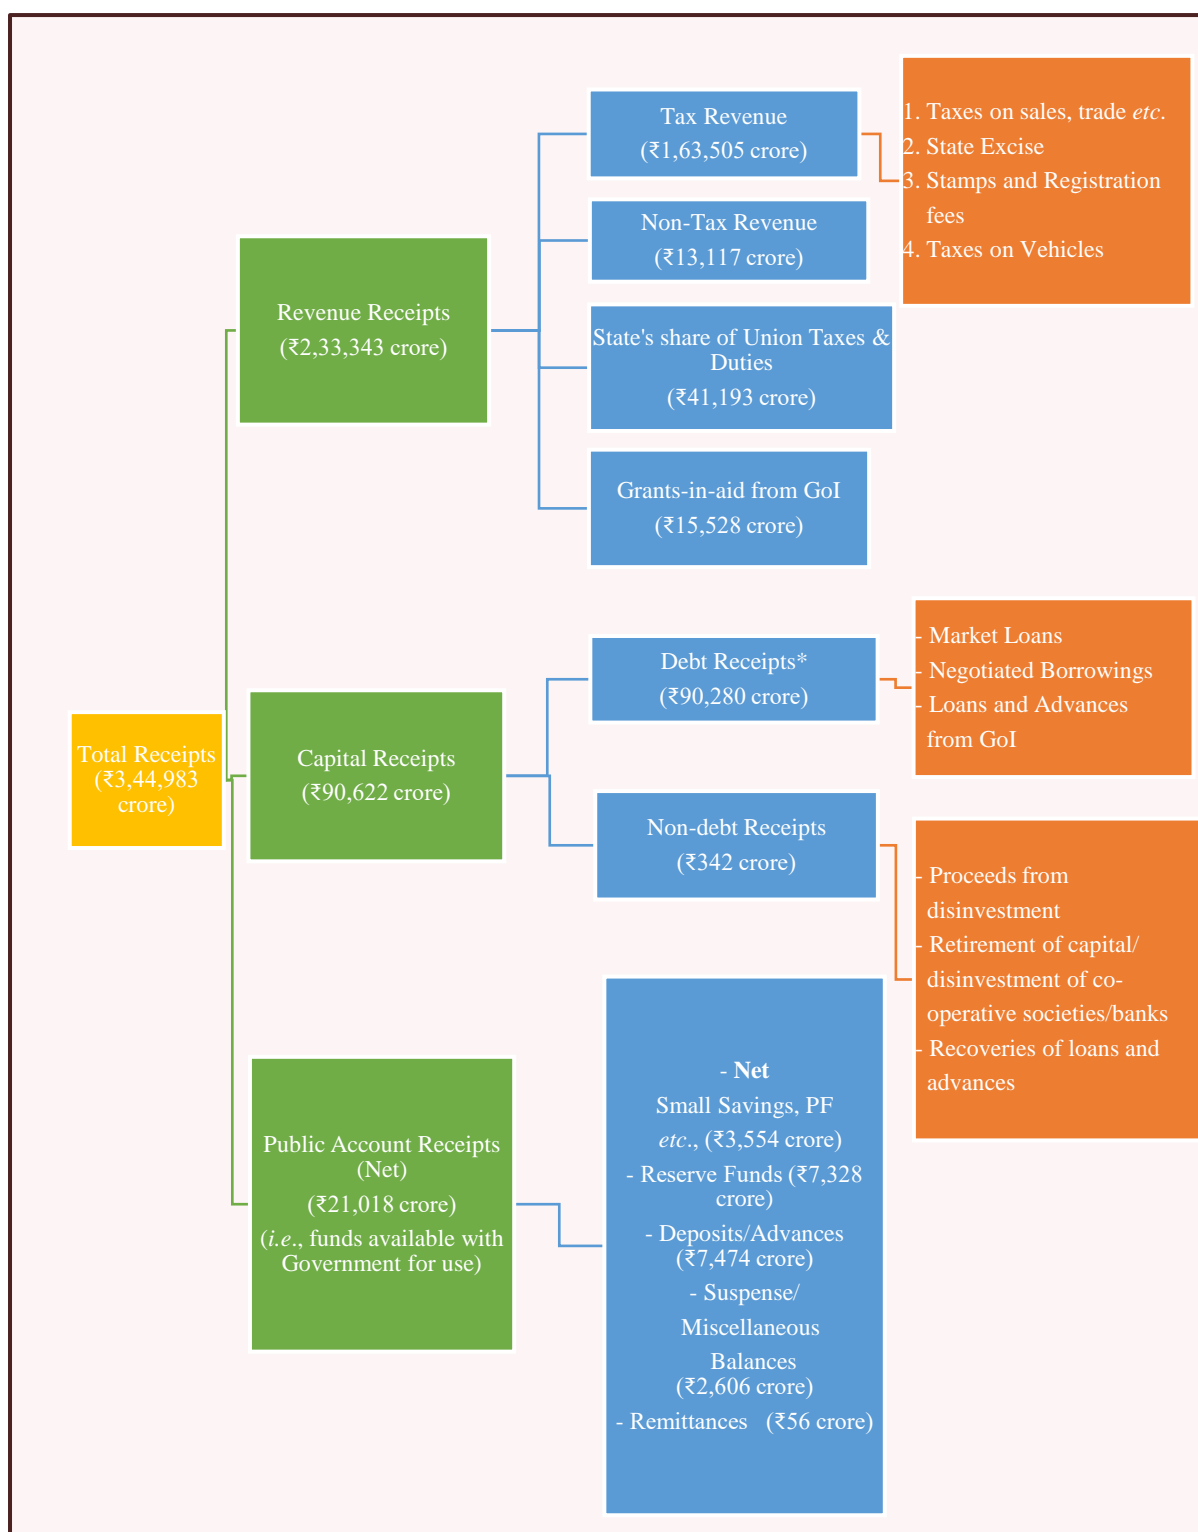 Total Receipts
(₹3,44,983
crore)
Revenue Receipts
(₹2,33,343 crore)
Tax Revenue
(₹1,63,505 crore)
1. Taxes on sales, trade etc.
2. State Excise
3. Stamps and Registration
fees
4. Taxes on Vehicles
Non-Tax Revenue
(₹13,117 crore)
State's share of Union Taxes &
Duties
(₹41,193 crore)
Grants-in-aid from GoI
(₹15,528 crore)
Capital Receipts
(₹90,622 crore)
Debt Receipts*
(₹90,280 crore)
- Market Loans
- Negotiated Borrowings
- Loans and Advances
from GoI
Non-debt Receipts
(₹342 crore)
- Proceeds from
disinvestment
- Retirement of capital/
disinvestment of co-
operative societies/banks
- Recoveries of loans and
advances
Public Account Receipts
(Net)
(₹21,018 crore)
(i.e., funds available with
Government for use)
- Net
Small Savings, PF
etc., (₹3,554 crore)
- Reserve Funds (₹7,328
crore)
- Deposits/Advances
(₹7,474 crore)
- Suspense/
Miscellaneous
Balances
(₹2,606 crore)
- Remittances (₹56 crore)